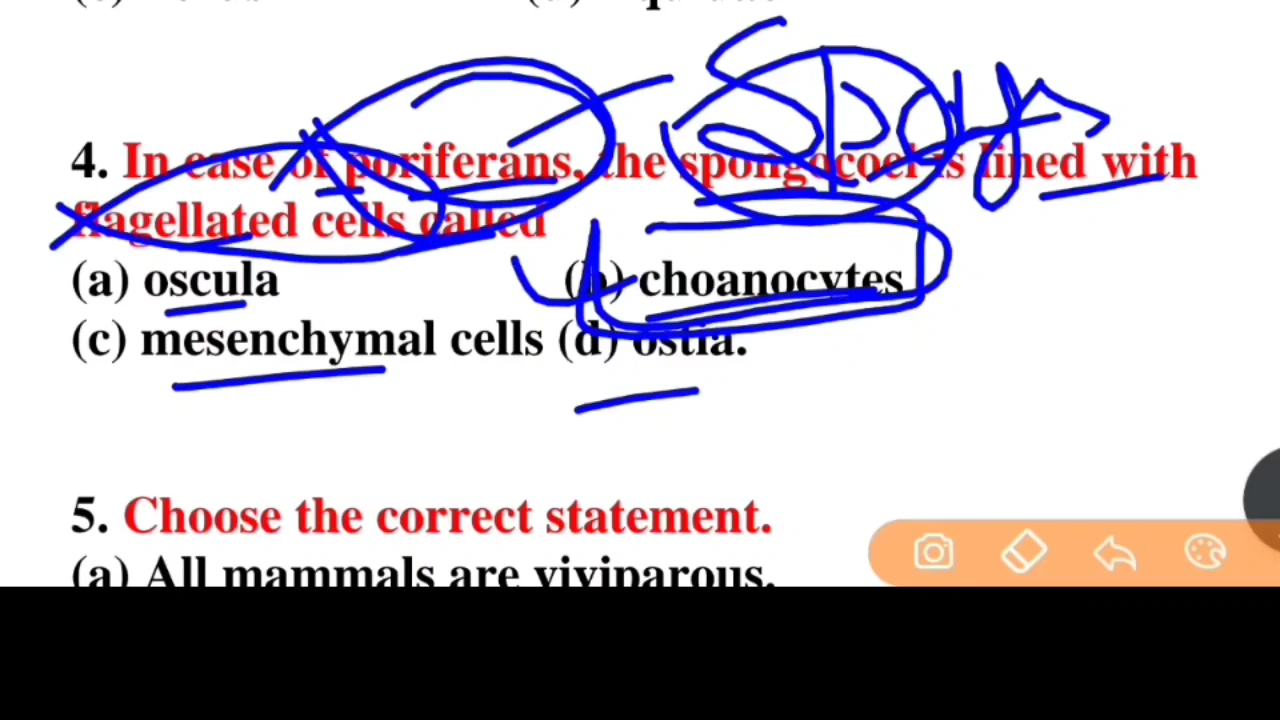 4. In case of poriferans, the spongocoel is lined with
flagellated cells called
(a) oscula (b) choanocytes
(c) mesenchymal cells (d) ostia.
5. Choose the correct statement.
(a) All mammals are viviparous.